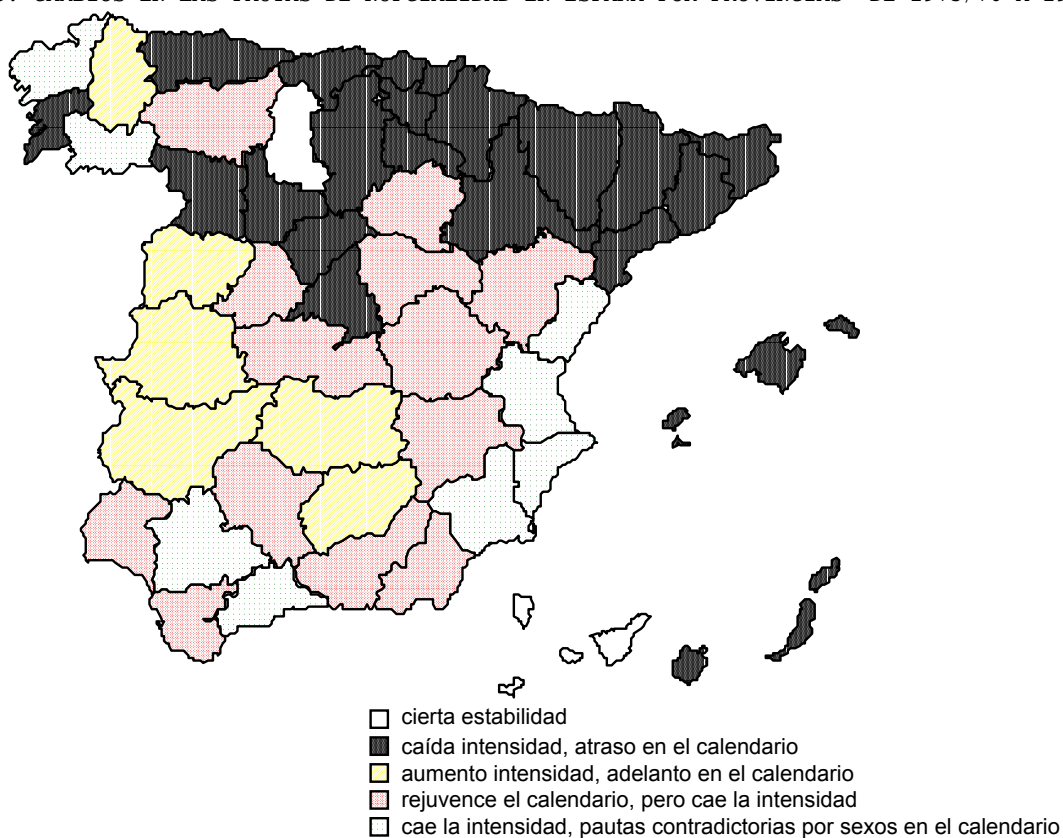 cierta estabilidad
caída intensidad, atraso en el calendario
aumento intensidad, adelanto en el calendario
rejuvence el calendario, pero cae la intensidad
cae la intensidad, pautas contradictorias por sexos en el calendario